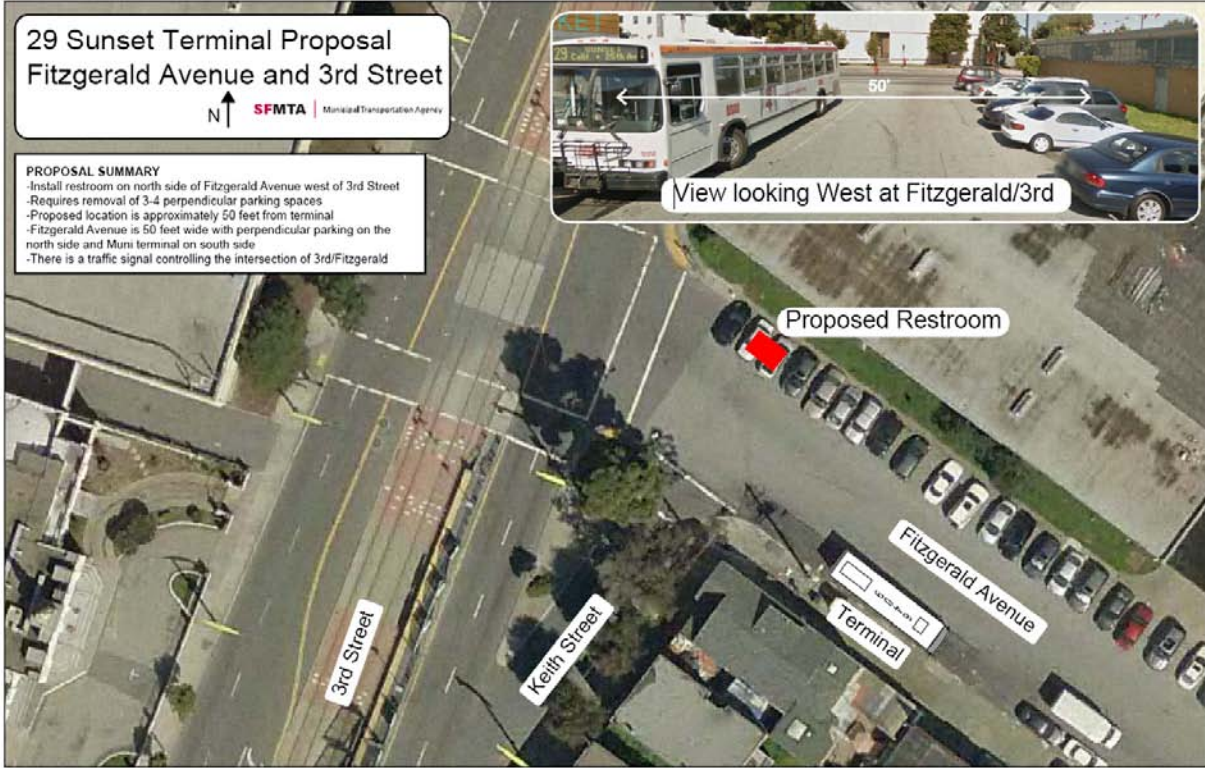 29 Sunset Terminal Proposal
Fitzgerald Avenue and 3rd Street
N
SFMTA | Municipal Transportation Agency
PROPOSAL SUMMARY
-Install restroom on north side of Fitzgerald Avenue west of 3rd Street
-Requires removal of 3-4 perpendicular parking spaces
-Proposed location is approximately 50 feet from terminal
-Fitzgerald Avenue is 50 feet wide with perpendicular parking on the
north side and Muni terminal on south side
-There is a traffic signal controlling the intersection of 3rd/Fitzgerald
29 SUNSET
50'
View looking West at Fitzgerald/3rd
Proposed Restroom
Fitzgerald Avenue
Terminal
Keith Street
3rd Street